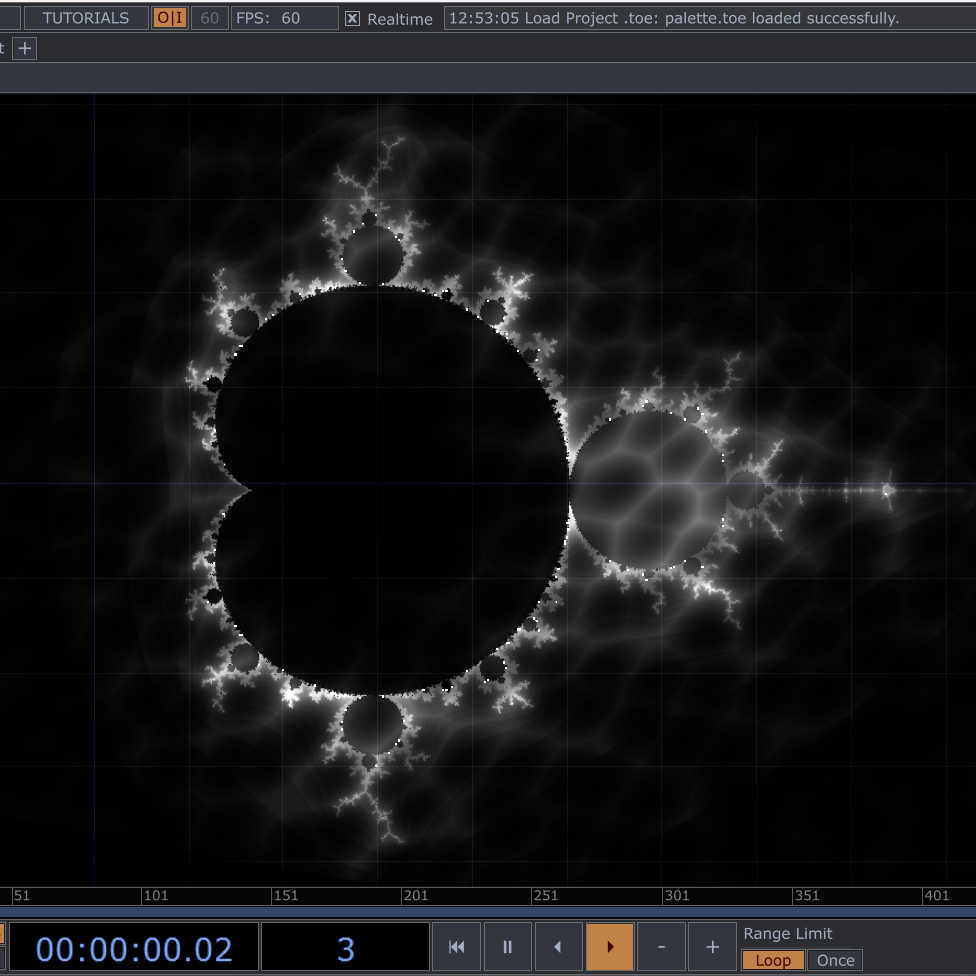 TUTORIALS O|I 60 FPS: 60 Realtime 12:53:05 Load Project .toe: palette.toe loaded successfully.
t +
51 101 151 201 251 301 351 401
00:00:00.02 3 - + Range Limit
Loop Once